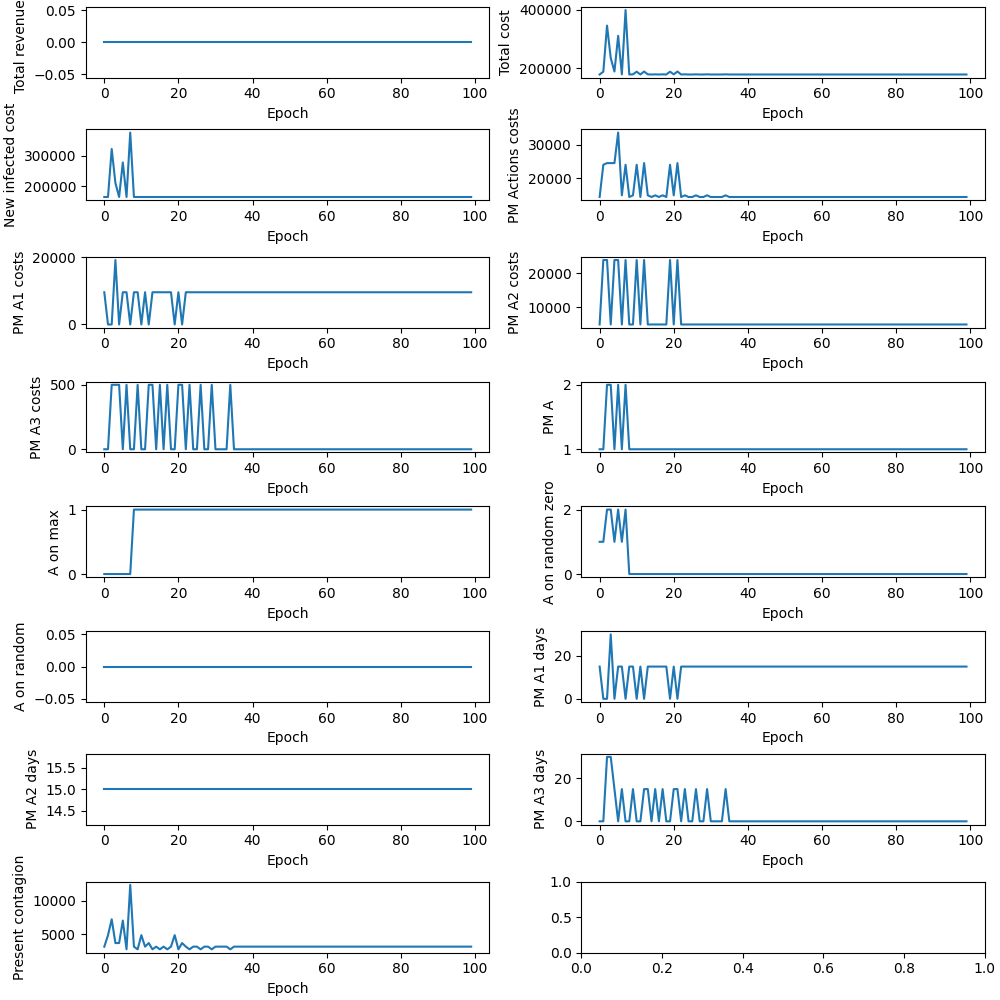 Total revenue
0.05
0.00
−0.05
0 20 40 60 80 100
Epoch
Total cost
400000
200000
0 20 40 60 80 100
Epoch
New infected cost
300000
200000
0 20 40 60 80 100
Epoch
PM Actions costs
30000
20000
0 20 40 60 80 100
Epoch
PM A1 costs
20000
0
0 20 40 60 80 100
Epoch
PM A2 costs
20000
10000
0 20 40 60 80 100
Epoch
PM A3 costs
500
0
0 20 40 60 80 100
Epoch
PM A
2
1
0 20 40 60 80 100
Epoch
A on max
1
0
0 20 40 60 80 100
Epoch
A on random zero
2
0
0 20 40 60 80 100
Epoch
A on random
0.05
0.00
−0.05
0 20 40 60 80 100
Epoch
PM A1 days
20
0
0 20 40 60 80 100
Epoch
PM A2 days
15.5
15.0
14.5
0 20 40 60 80 100
Epoch
PM A3 days
20
0
0 20 40 60 80 100
Epoch
Present contagion
10000
5000
0 20 40 60 80 100
Epoch
1.0
0.5
0.0
0.0 0.2 0.4 0.6 0.8 1.0